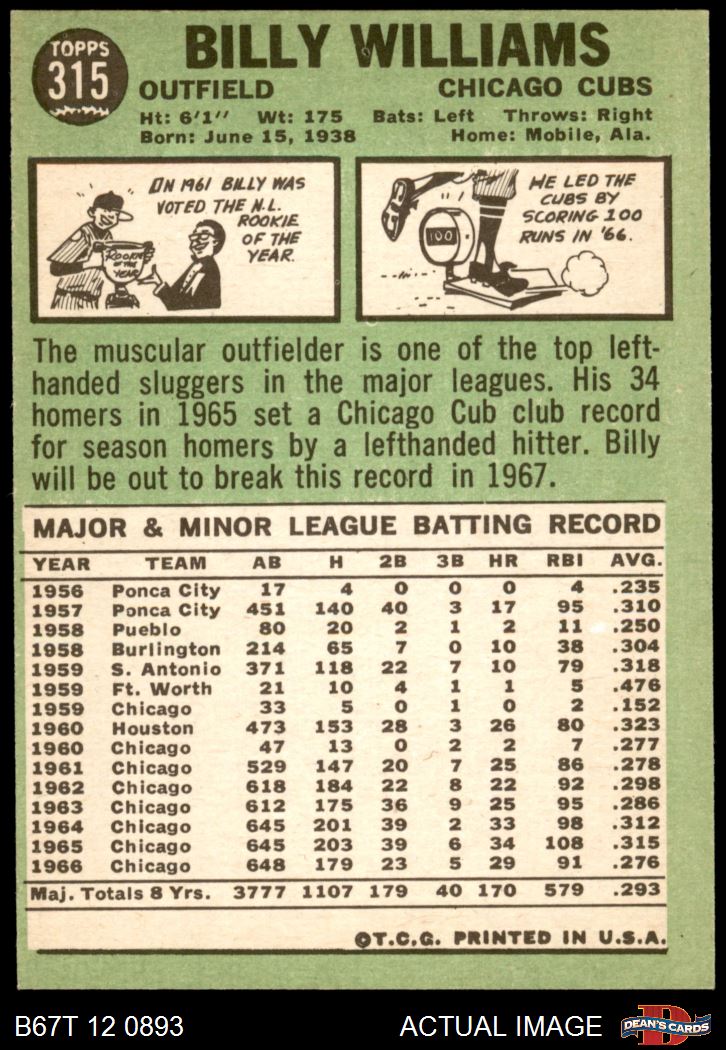 TOPPS
315
BILLY WILLIAMS
OUTFIELD CHICAGO CUBS
Ht: 6'1" Wt: 175 Bats: Left Throws: Right
Born: June 15, 1938 Home: Mobile, Ala.
IN 1961 BILLY WAS
VOTED THE N.L.
ROOKIE
OF THE
YEAR.
ROOKIE
OF THE
YEAR
HE LED THE
CUBS BY
SCORING 100
RUNS IN '66.
100
The muscular outfielder is one of the top left-
handed sluggers in the major leagues. His 34
homers in 1965 set a Chicago Cub club record
for season homers by a lefthanded hitter. Billy
will be out to break this record in 1967.
MAJOR & MINOR LEAGUE BATTING RECORD
YEAR TEAM AB H 2B 3B HR RBI AVG.
1956 Ponca City 17 4 0 0 0 4 .235
1957 Ponca City 451 140 40 3 17 95 .310
1958 Pueblo 80 20 2 1 2 11 .250
1958 Burlington 214 65 7 0 10 38 .304
1959 S. Antonio 371 118 22 7 10 79 .318
1959 Ft. Worth 21 10 4 1 1 5 .476
1959 Chicago 33 5 0 1 0 2 .152
1960 Houston 473 153 28 3 26 80 .323
1960 Chicago 47 13 0 2 2 7 .277
1961 Chicago 529 147 20 7 25 86 .278
1962 Chicago 618 184 22 8 22 92 .298
1963 Chicago 612 175 36 9 25 95 .286
1964 Chicago 645 201 39 2 33 98 .312
1965 Chicago 645 203 39 6 34 108 .315
1966 Chicago 648 179 23 5 29 91 .276
Maj. Totals 8 Yrs. 3777 1107 179 40 170 579 .293
©T.C.G. PRINTED IN U.S.A.
B67T 12 0893 ACTUAL IMAGE
DEAN'S CARDS